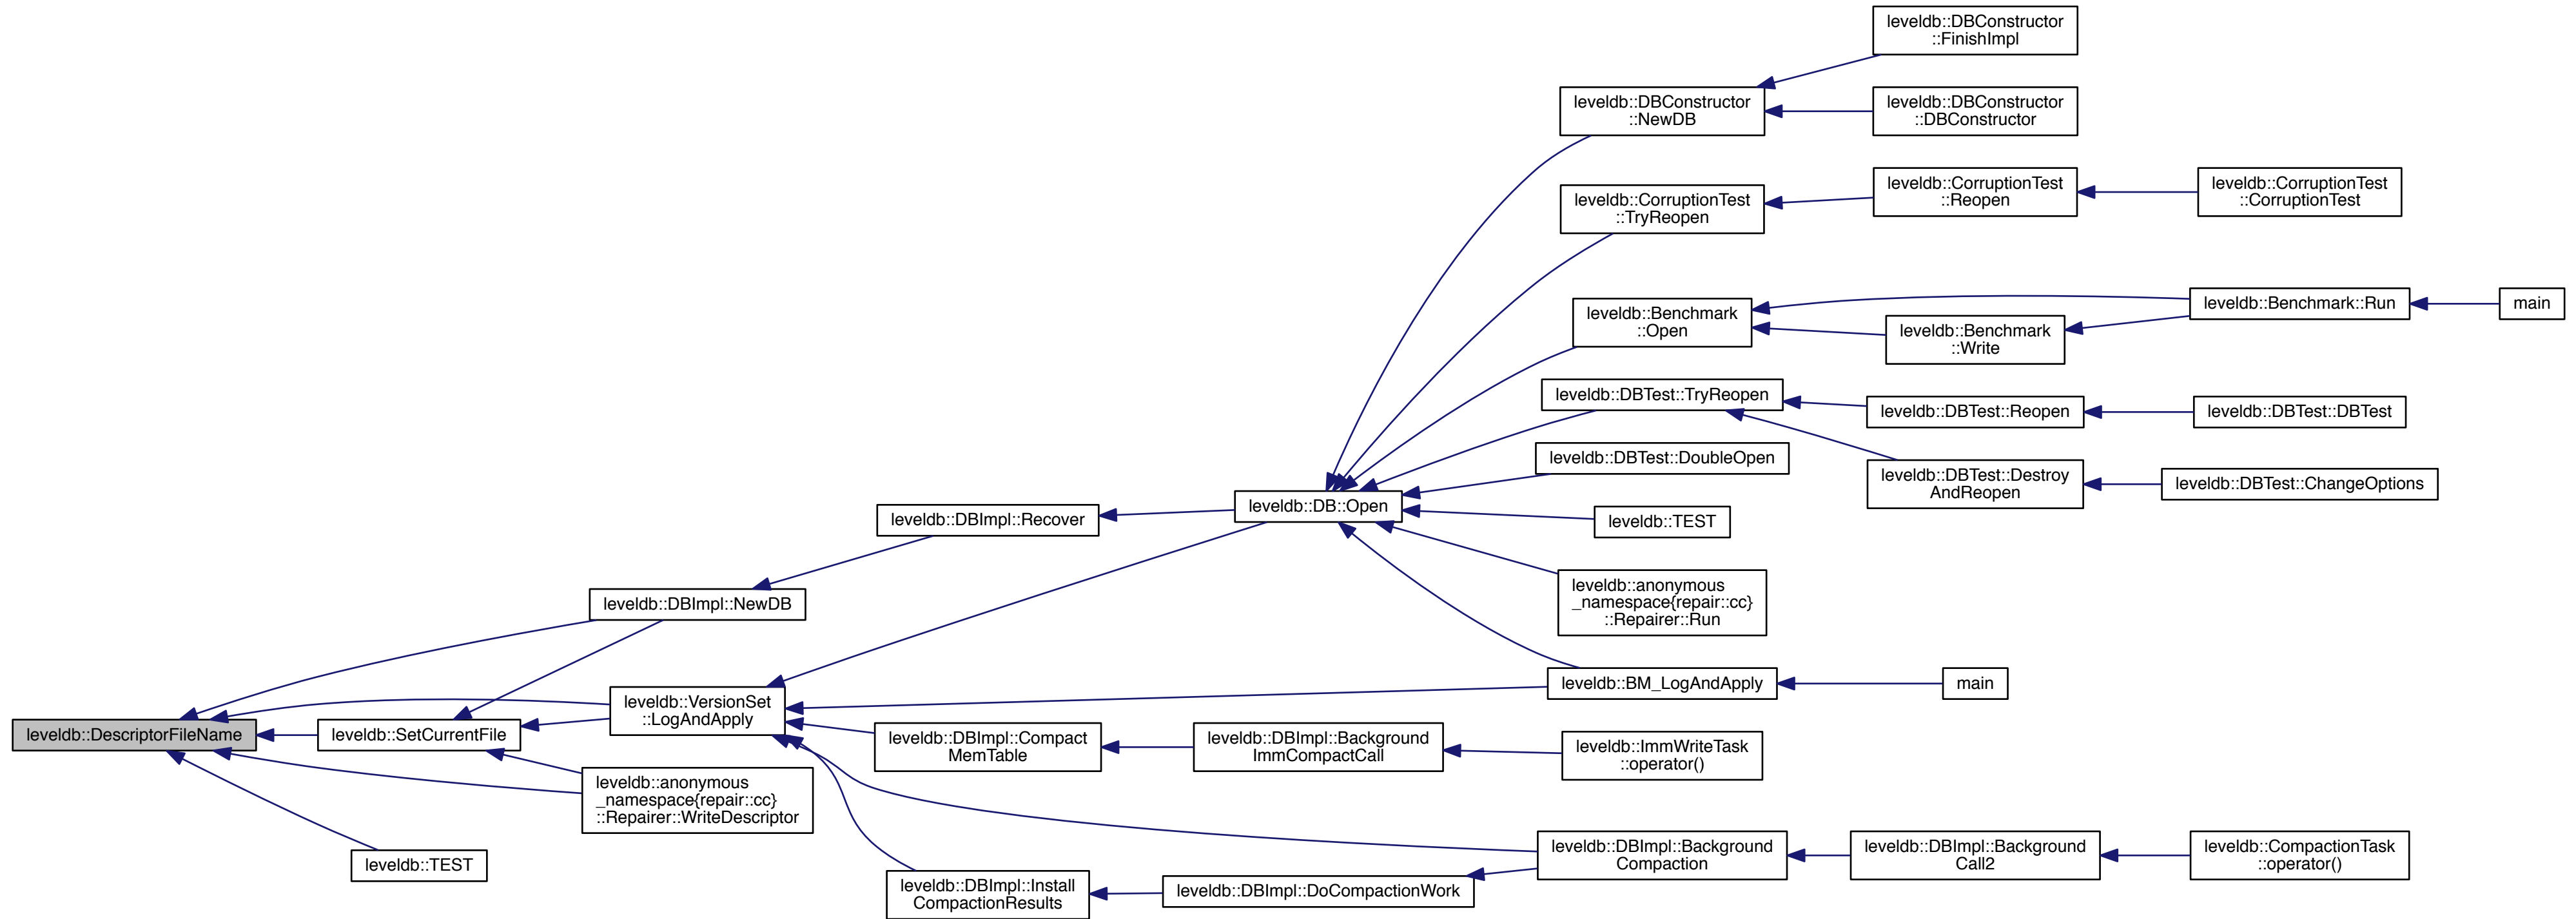 leveldb::DBConstructor
::FinishImpl
leveldb::DBConstructor
::NewDB
leveldb::DBConstructor
::DBConstructor
leveldb::CorruptionTest
::TryReopen
leveldb::CorruptionTest
::Reopen
leveldb::CorruptionTest
::CorruptionTest
leveldb::Benchmark
::Open
leveldb::Benchmark
::Write
leveldb::Benchmark::Run
main
leveldb::DBTest::TryReopen
leveldb::DBTest::Reopen
leveldb::DBTest::DBTest
leveldb::DBTest::DoubleOpen
leveldb::DBTest::Destroy
AndReopen
leveldb::DBTest::ChangeOptions
leveldb::DBImpl::Recover
leveldb::DB::Open
leveldb::TEST
leveldb::anonymous
_namespace{repair::cc}
::Repairer::Run
leveldb::DBImpl::NewDB
leveldb::BM_LogAndApply
main
leveldb::VersionSet
::LogAndApply
leveldb::DescriptorFileName
leveldb::SetCurrentFile
leveldb::DBImpl::Compact
MemTable
leveldb::DBImpl::Background
ImmCompactCall
leveldb::ImmWriteTask
::operator()
leveldb::anonymous
_namespace{repair::cc}
::Repairer::WriteDescriptor
leveldb::TEST
leveldb::DBImpl::Background
Compaction
leveldb::DBImpl::Background
Call2
leveldb::CompactionTask
::operator()
leveldb::DBImpl::Install
CompactionResults
leveldb::DBImpl::DoCompactionWork